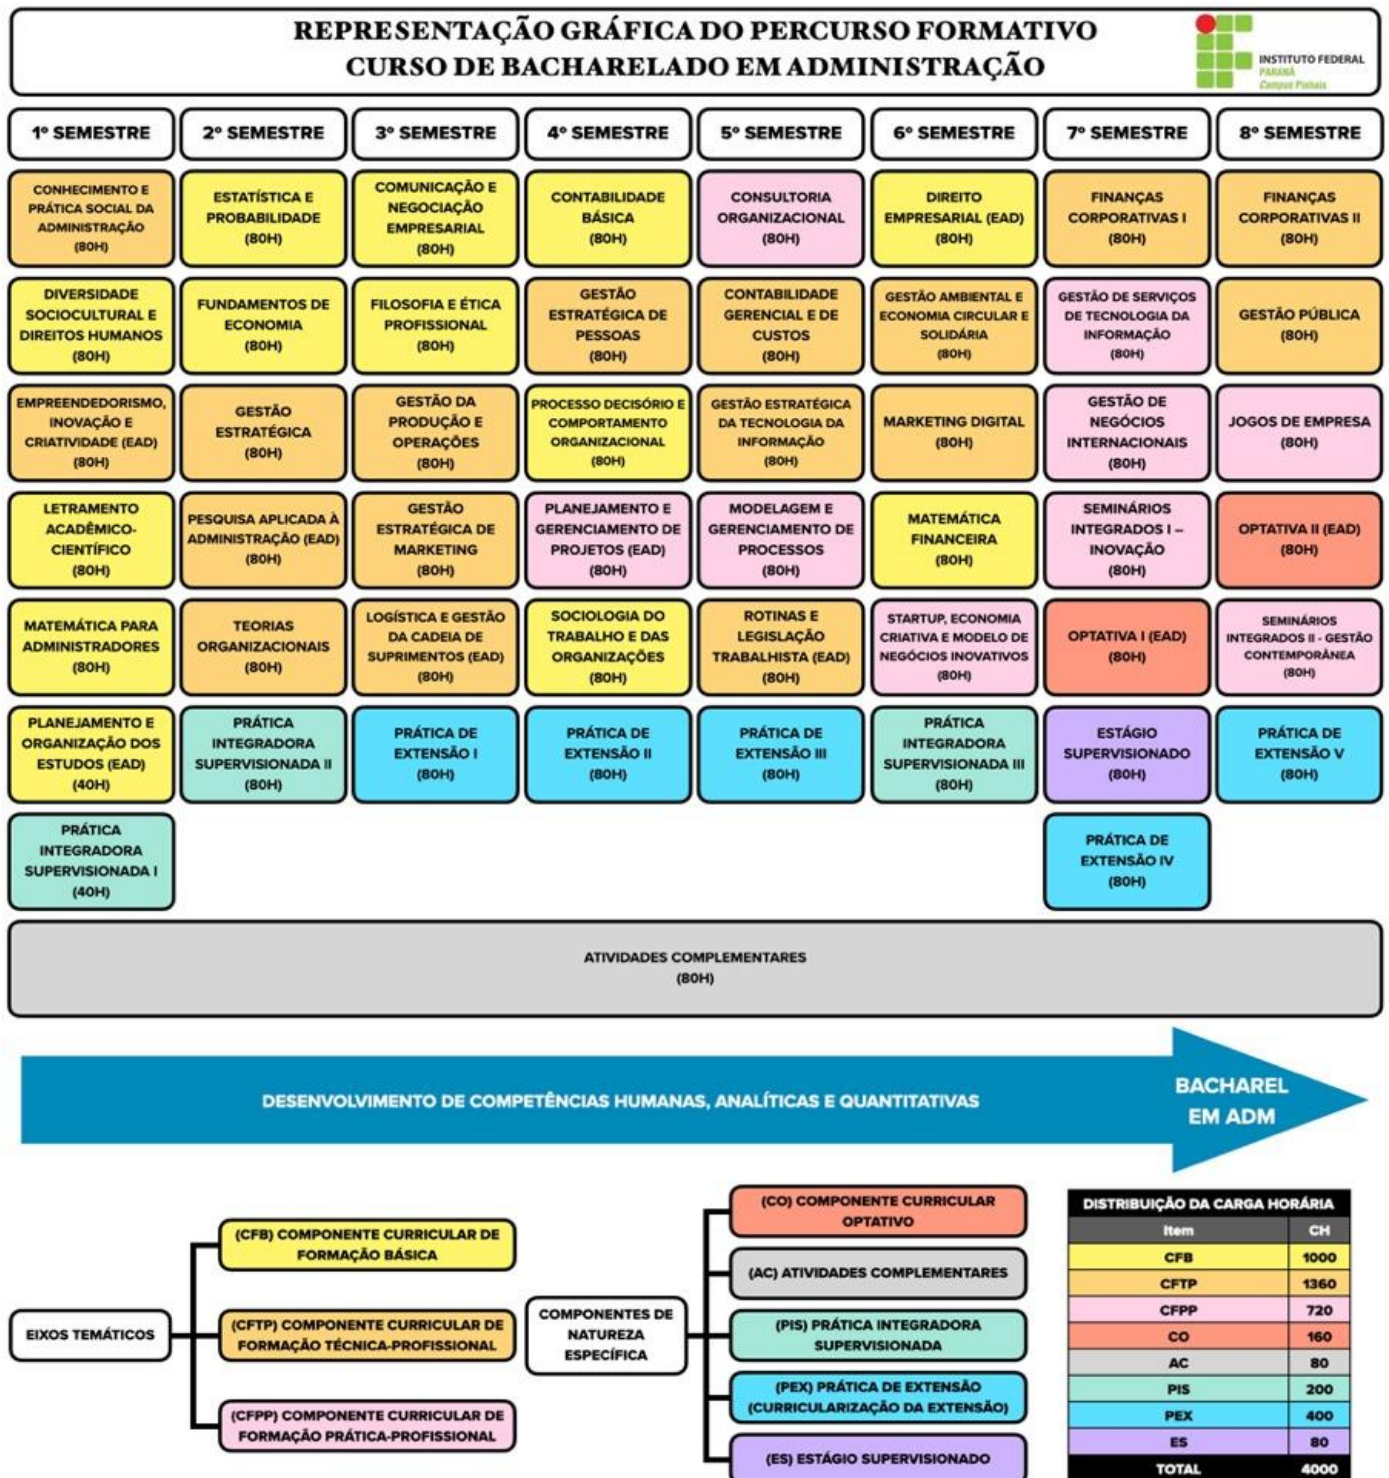 REPRESENTAÇÃO GRÁFICA DO PERCURSO FORMATIVO
CURSO DE BACHARELADO EM ADMINISTRAÇÃO
INSTITUTO FEDERAL
PARANÁ
Campus Pinhais
1º SEMESTRE
2º SEMESTRE
3º SEMESTRE
4º SEMESTRE
5º SEMESTRE
6º SEMESTRE
7º SEMESTRE
8º SEMESTRE
CONHECIMENTO E
PRÁTICA SOCIAL DA
ADMINISTRAÇÃO
(80H)
ESTATÍSTICA E
PROBABILIDADE
(80H)
COMUNICAÇÃO E
NEGOCIAÇÃO
EMPRESARIAL
(80H)
CONTABILIDADE
BÁSICA
(80H)
CONSULTORIA
ORGANIZACIONAL
(80H)
DIREITO
EMPRESARIAL (EAD)
(80H)
FINANÇAS
CORPORATIVAS I
(80H)
FINANÇAS
CORPORATIVAS II
(80H)
DIVERSIDADE
SOCIOCULTURAL E
DIREITOS HUMANOS
(80H)
FUNDAMENTOS DE
ECONOMIA
(80H)
FILOSOFIA E ÉTICA
PROFISSIONAL
(80H)
GESTÃO
ESTRATÉGICA DE
PESSOAS
(80H)
CONTABILIDADE
GERENCIAL E DE
CUSTOS
(80H)
GESTÃO AMBIENTAL E
ECONOMIA CIRCULAR E
SOLIDÁRIA
(80H)
GESTÃO DE SERVIÇOS
DE TECNOLOGIA DA
INFORMAÇÃO
(80H)
GESTÃO PÚBLICA
(80H)
EMPREENDEDORISMO,
INOVAÇÃO E
CRIATIVIDADE (EAD)
(80H)
GESTÃO
ESTRATÉGICA
(80H)
GESTÃO DA
PRODUÇÃO E
OPERAÇÕES
(80H)
PROCESSO DECISÓRIO E
COMPORTAMENTO
ORGANIZACIONAL
(80H)
GESTÃO ESTRATÉGICA
DA TECNOLOGIA DA
INFORMAÇÃO
(80H)
MARKETING DIGITAL
(80H)
GESTÃO DE
NEGÓCIOS
INTERNACIONAIS
(80H)
JOGOS DE EMPRESA
(80H)
LETRAMENTO
ACADÊMICO-
CIENTÍFICO
(80H)
PESQUISA APLICADA À
ADMINISTRAÇÃO (EAD)
(80H)
GESTÃO
ESTRATÉGICA DE
MARKETING
(80H)
PLANEJAMENTO E
GERENCIAMENTO DE
PROJETOS (EAD)
(80H)
MODELAGEM E
GERENCIAMENTO DE
PROCESSOS
(80H)
MATEMÁTICA
FINANCEIRA
(80H)
SEMINÁRIOS
INTEGRADOS I –
INOVAÇÃO
(80H)
OPTATIVA II (EAD)
(80H)
MATEMÁTICA PARA
ADMINISTRADORES
(80H)
TEORIAS
ORGANIZACIONAIS
(80H)
LOGÍSTICA E GESTÃO
DA CADEIA DE
SUPRIMENTOS (EAD)
(80H)
SOCIOLOGIA DO
TRABALHO E DAS
ORGANIZAÇÕES
(80H)
ROTINAS E
LEGISLAÇÃO
TRABALHISTA (EAD)
(80H)
STARTUP, ECONOMIA
CRIATIVA E MODELO DE
NEGÓCIOS INOVATIVOS
(80H)
OPTATIVA I (EAD)
(80H)
SEMINÁRIOS
INTEGRADOS II - GESTÃO
CONTEMPORÂNEA
(80H)
PLANEJAMENTO E
ORGANIZAÇÃO DOS
ESTUDOS (EAD)
(40H)
PRÁTICA
INTEGRADORA
SUPERVISIONADA II
(80H)
PRÁTICA DE
EXTENSÃO I
(80H)
PRÁTICA DE
EXTENSÃO II
(80H)
PRÁTICA DE
EXTENSÃO III
(80H)
PRÁTICA
INTEGRADORA
SUPERVISIONADA III
(80H)
ESTÁGIO
SUPERVISIONADO
(80H)
PRÁTICA DE
EXTENSÃO V
(80H)
PRÁTICA
INTEGRADORA
SUPERVISIONADA I
(40H)
PRÁTICA DE
EXTENSÃO IV
(80H)
ATIVIDADES COMPLEMENTARES
(80H)
DESENVOLVIMENTO DE COMPETÊNCIAS HUMANAS, ANALÍTICAS E QUANTITATIVAS
BACHAREL
EM ADM
EIXOS TEMÁTICOS
(CFB) COMPONENTE CURRICULAR DE
FORMAÇÃO BÁSICA
(CFTP) COMPONENTE CURRICULAR DE
FORMAÇÃO TÉCNICA-PROFISSIONAL
(CFPP) COMPONENTE CURRICULAR DE
FORMAÇÃO PRÁTICA-PROFISSIONAL
COMPONENTES DE
NATUREZA
ESPECÍFICA
(CO) COMPONENTE CURRICULAR
OPTATIVO
(AC) ATIVIDADES COMPLEMENTARES
(PIS) PRÁTICA INTEGRADORA
SUPERVISIONADA
(PEX) PRÁTICA DE EXTENSÃO
(CURRICULARIZAÇÃO DA EXTENSÃO)
(ES) ESTÁGIO SUPERVISIONADO
DISTRIBUIÇÃO DA CARGA HORÁRIA
Item CH
CFB 1000
CFTP 1360
CFPP 720
CO 160
AC 80
PIS 200
PEX 400
ES 80
TOTAL 4000